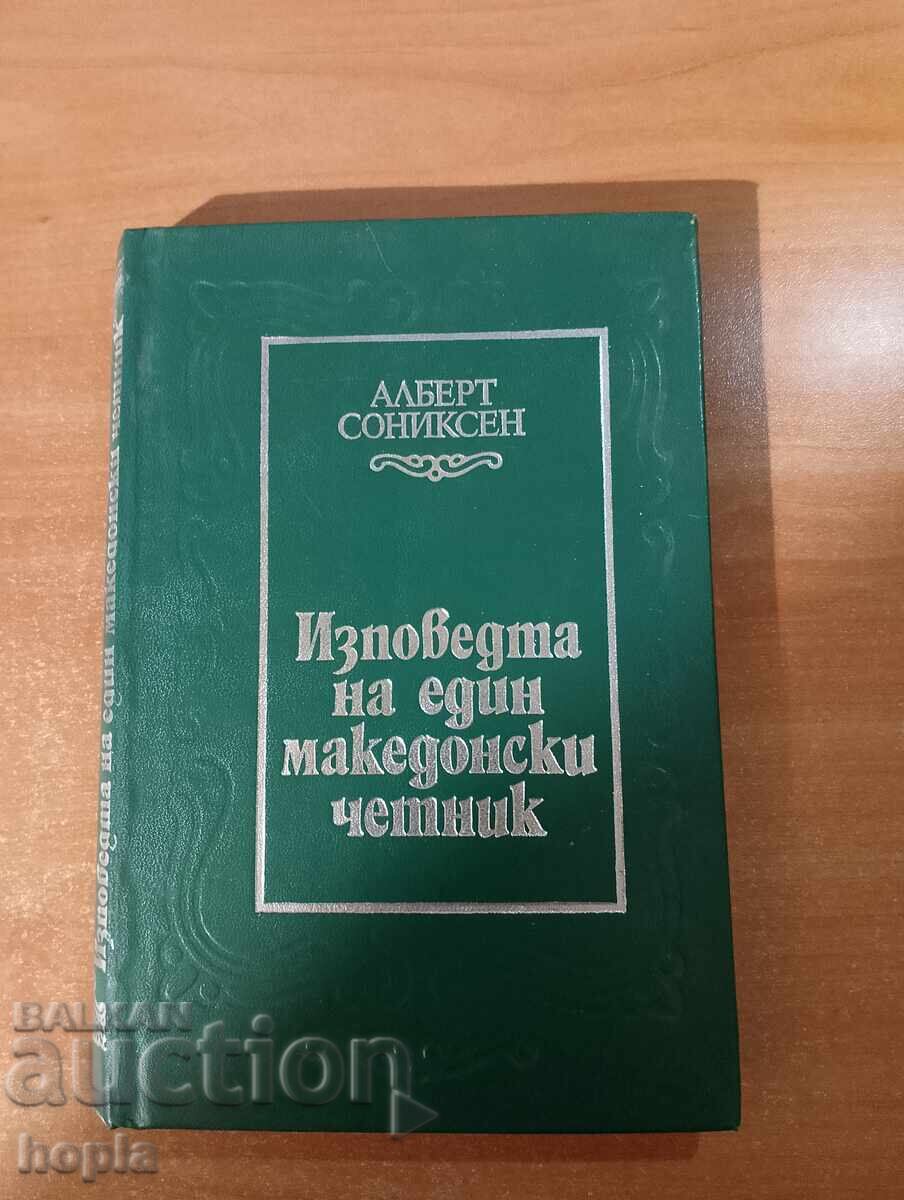 АЛБЕРТ
СОНИКСЕН
Изповедта
на един
македонски
четник
Изповедта на един македонски четник
BALKAN
auction
hopla